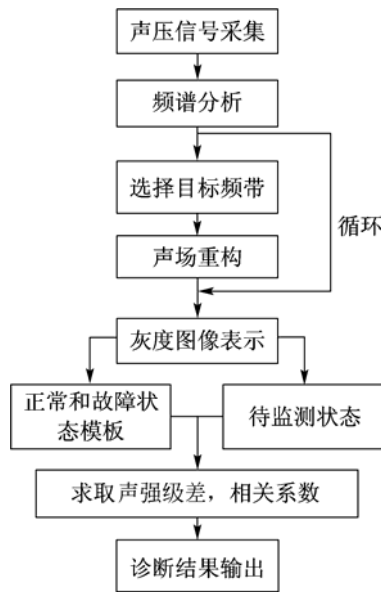 声压信号采集
频谱分析
选择目标频带
循环
声场重构
灰度图像表示
正常和故障状
态模板
待监测状态
求取声强级差，相关系数
诊断结果输出